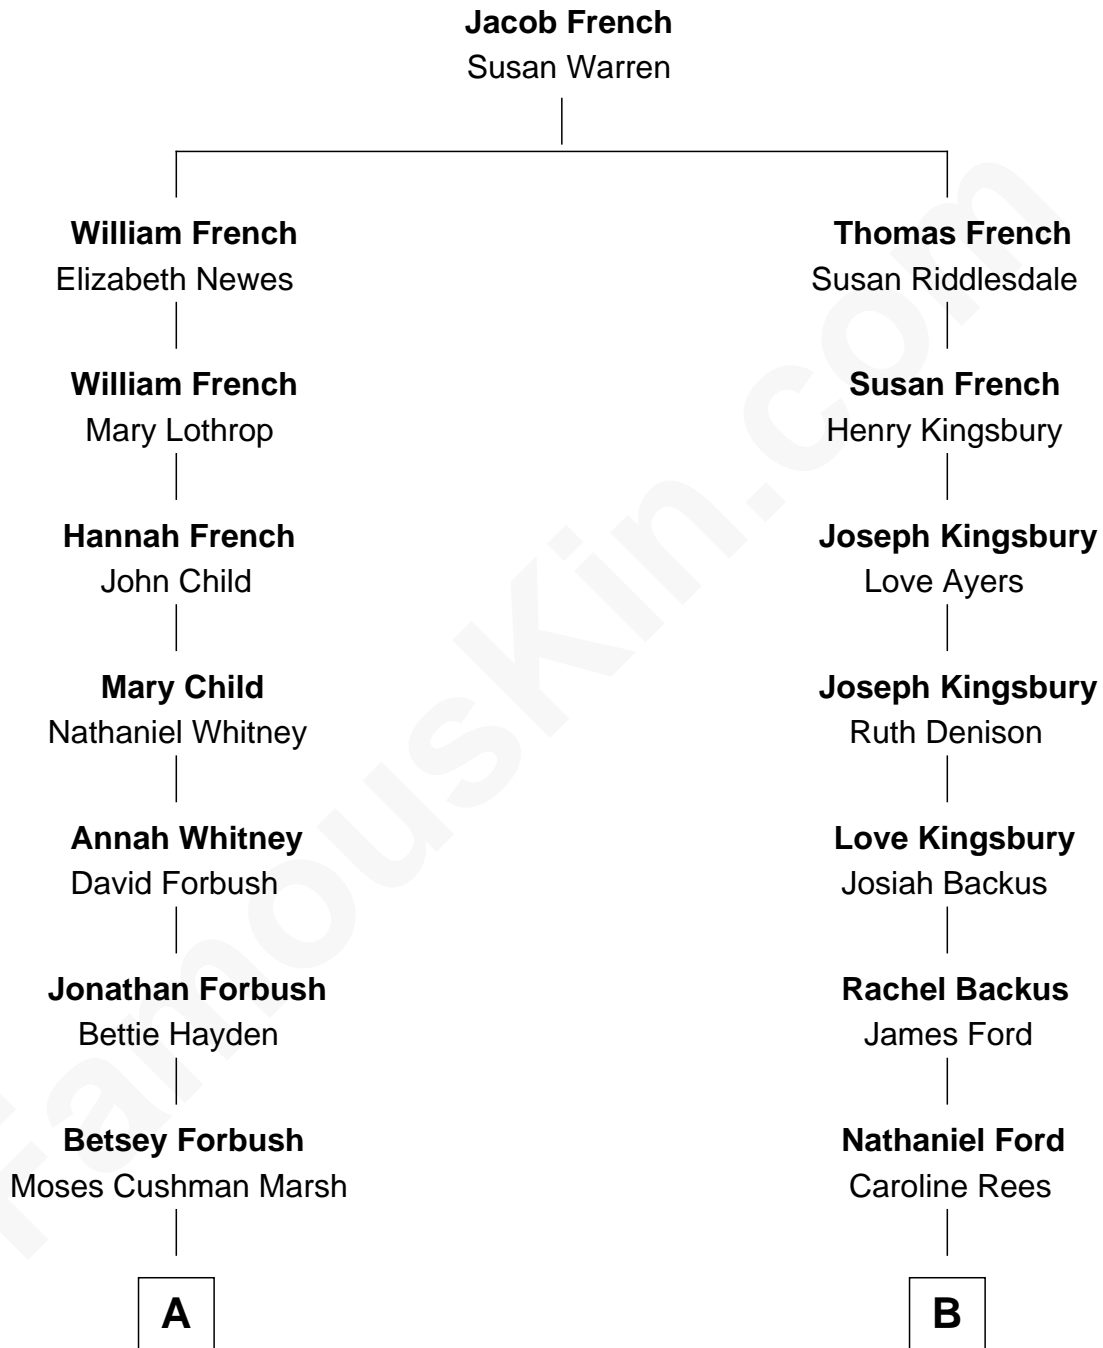 Jacob French
Susan Warren
William French
Elizabeth Newes
Thomas French
Susan Riddlesdale
William French
Mary Lothrop
Susan French
Henry Kingsbury
Hannah French
John Child
Joseph Kingsbury
Love Ayers
Mary Child
Nathaniel Whitney
Joseph Kingsbury
Ruth Denison
Annah Whitney
David Forbush
Love Kingsbury
Josiah Backus
Jonathan Forbush
Bettie Hayden
Rachel Backus
James Ford
Betsey Forbush
Moses Cushman Marsh
Nathaniel Ford
Caroline Rees
A
B
FamousKin.com